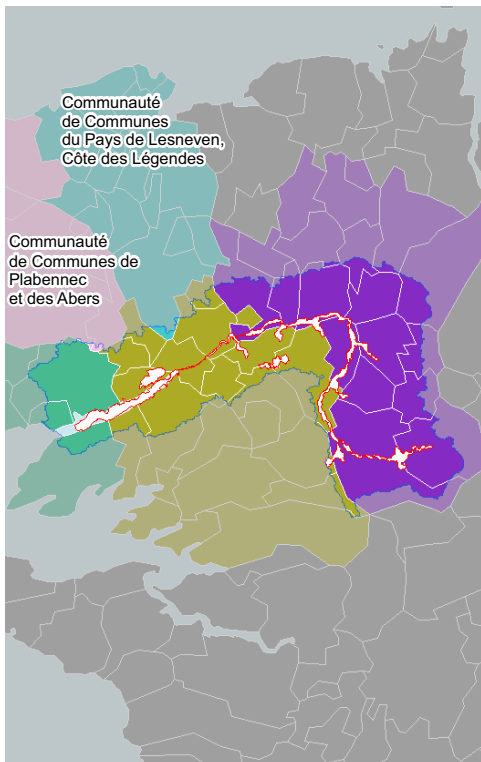 Communauté
de Communes
du Pays de Lesneven,
Côte des Légendes
Communauté
de Communes de
Plabennec
et des Abers